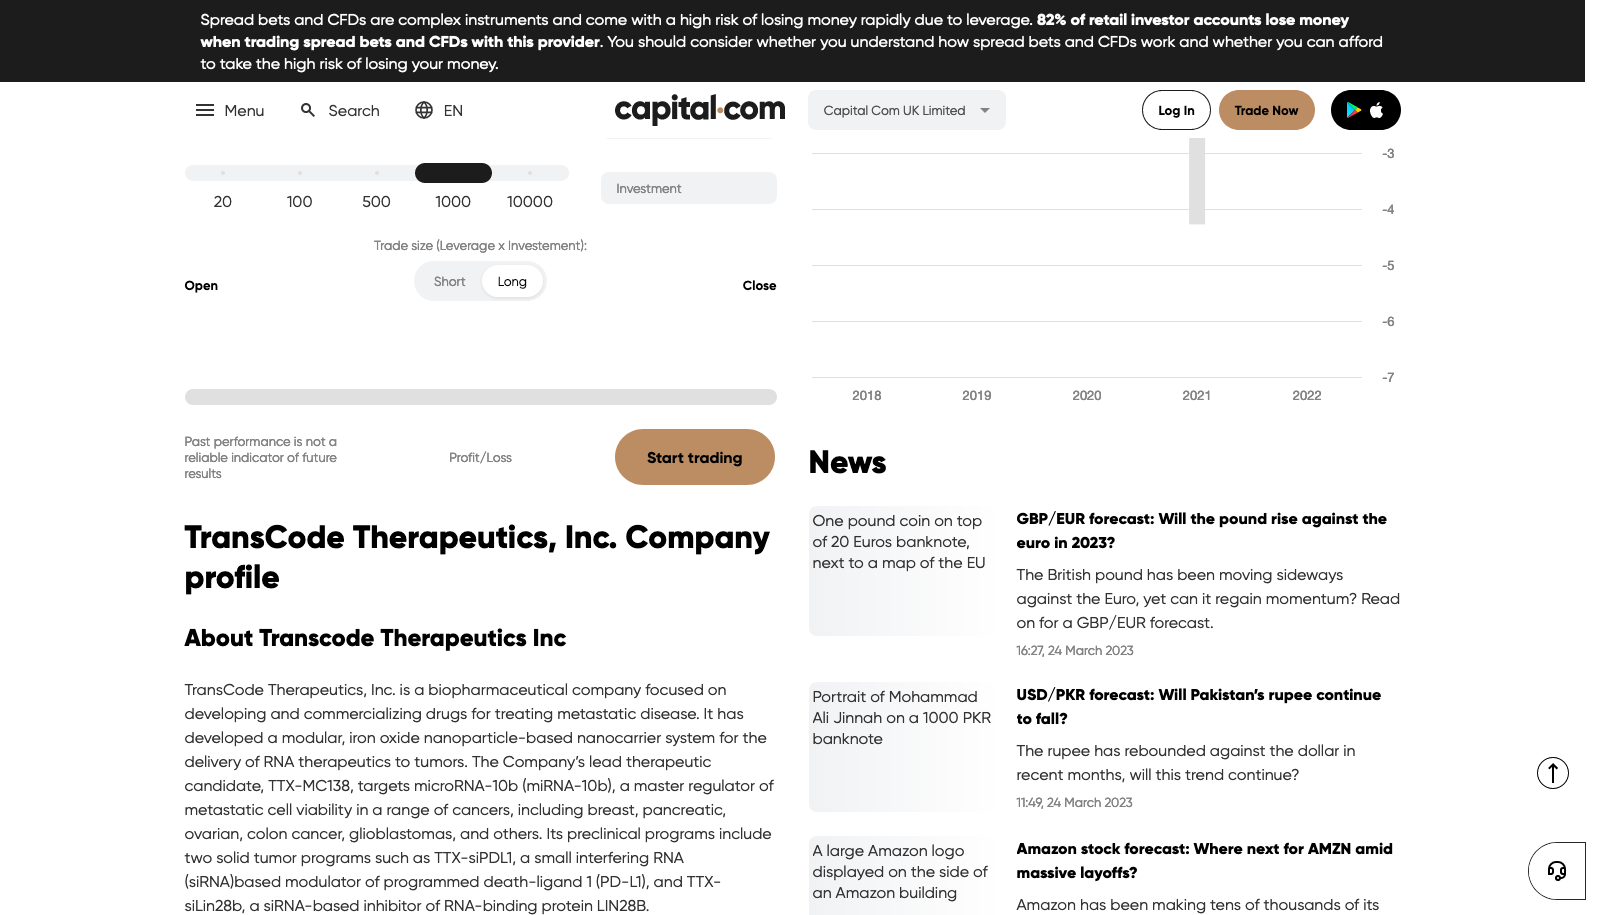 Spread bets and CFDs are complex instruments and come with a high risk of losing money rapidly due to leverage. 82% of retail investor accounts lose money
when trading spread bets and CFDs with this provider. You should consider whether you understand how spread bets and CFDs work and whether you can afford
to take the high risk of losing your money.
Menu
Search
EN
capital.com
Capital Com UK Limited
Log In
Trade Now
20
100
500
1000
10000
Investment
Trade size (Leverage x Investement):
Open
Short
Long
Close
Past performance is not a
reliable indicator of future
results
Profit/Loss
Start trading
TransCode Therapeutics, Inc. Company
profile
About Transcode Therapeutics Inc
TransCode Therapeutics, Inc. is a biopharmaceutical company focused on
developing and commercializing drugs for treating metastatic disease. It has
developed a modular, iron oxide nanoparticle-based nanocarrier system for the
delivery of RNA therapeutics to tumors. The Company's lead therapeutic
candidate, TTX-MC138, targets microRNA-10b (miRNA-10b), a master regulator of
metastatic cell viability in a range of cancers, including breast, pancreatic,
ovarian, colon cancer, glioblastomas, and others. Its preclinical programs include
two solid tumor programs such as TTX-siPDL1, a small interfering RNA
(siRNA)based modulator of programmed death-ligand 1 (PD-L1), and TTX-
siLin28b, a siRNA-based inhibitor of RNA-binding protein LIN28B.
-3
-4
-5
-6
-7
2018
2019
2020
2021
2022
News
One pound coin on top
of 20 Euros banknote,
next to a map of the EU
GBP/EUR forecast: Will the pound rise against the
euro in 2023?
The British pound has been moving sideways
against the Euro, yet can it regain momentum? Read
on for a GBP/EUR forecast.
16:27, 24 March 2023
Portrait of Mohammad
Ali Jinnah on a 1000 PKR
banknote
USD/PKR forecast: Will Pakistan's rupee continue
to fall?
The rupee has rebounded against the dollar in
recent months, will this trend continue?
11:49, 24 March 2023
A large Amazon logo
displayed on the side of
an Amazon building
Amazon stock forecast: Where next for AMZN amid
massive layoffs?
Amazon has been making tens of thousands of its